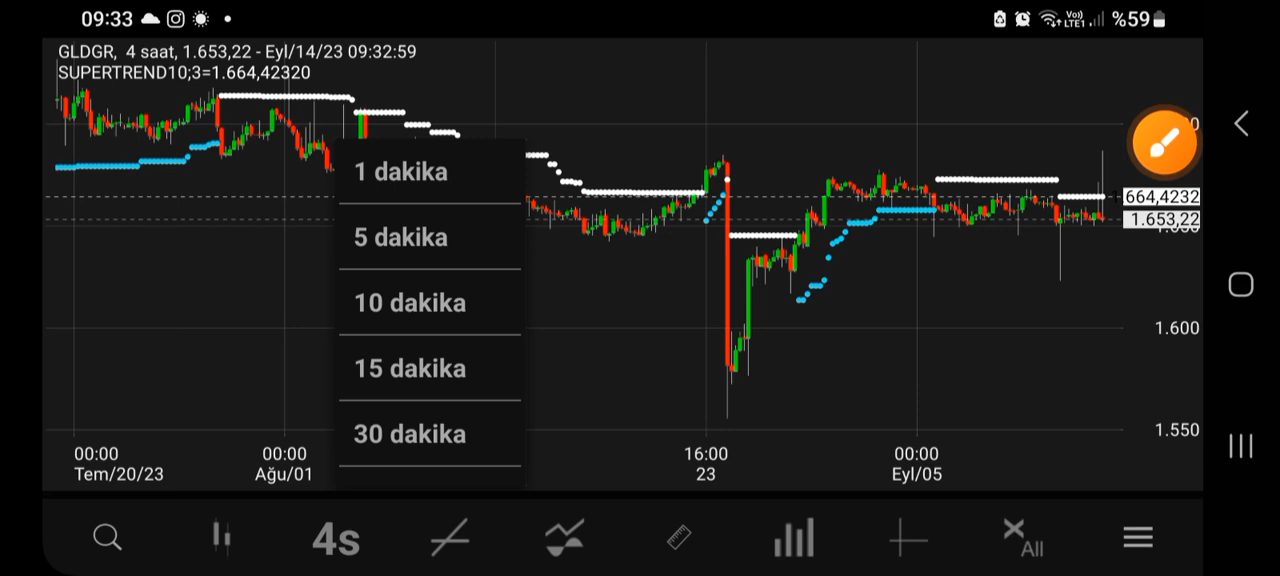 09:33
Vo)) LTE1 %59
GLDGR, 4 saat, 1.653,22 - Eyl/14/23 09:32:59
SUPERTREND10;3=1.664,42320
1 dakika
5 dakika
10 dakika
15 dakika
30 dakika
664,4232
1.653,22
1.600
1.550
00:00 00:00 16:00 00:00
Tem/20/23 Ağu/01 23 Eyl/05
4s
All